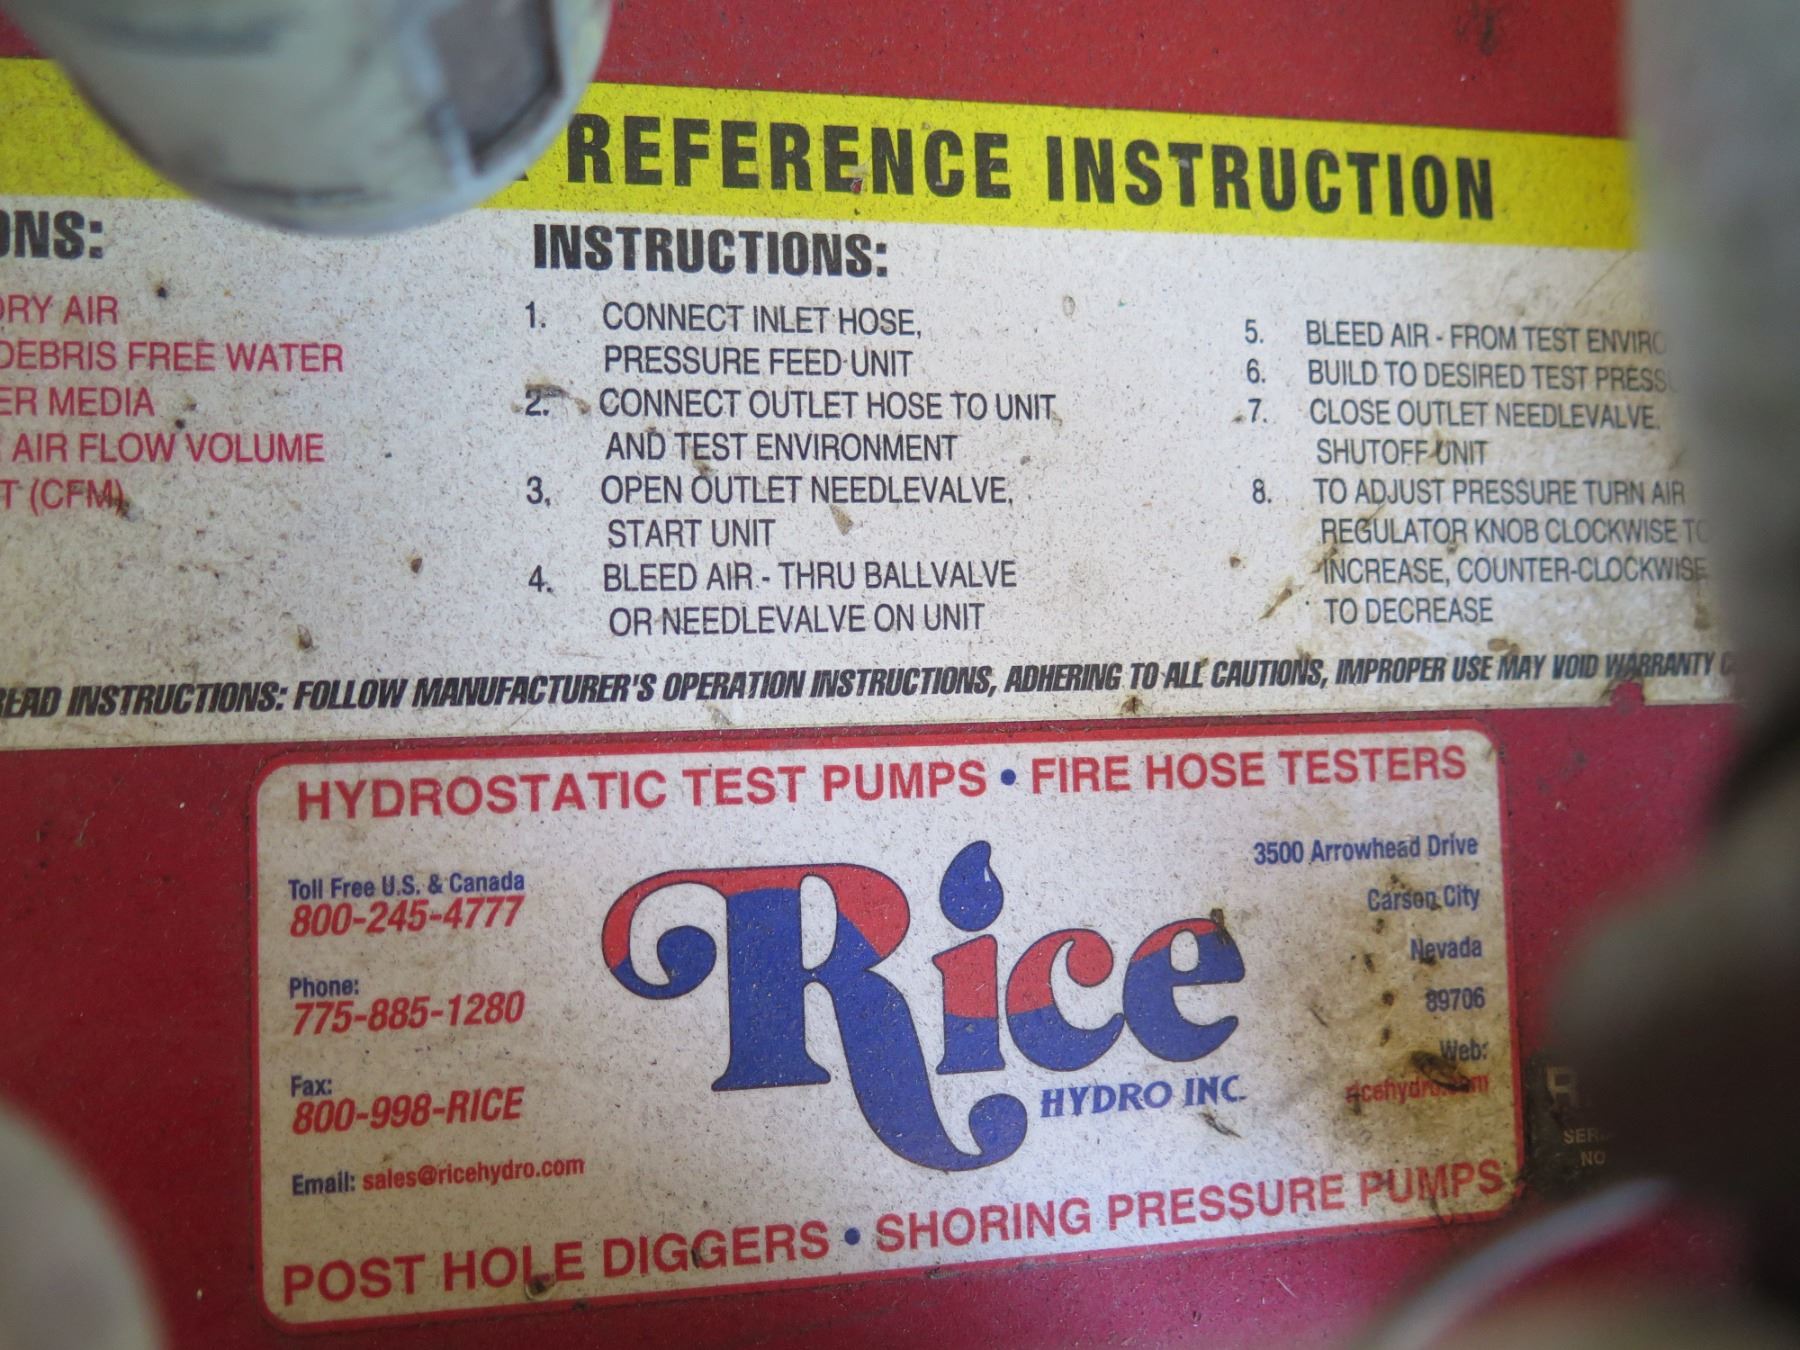 REFERENCE INSTRUCTION
ONS:
DRY AIR
DEBRIS FREE WATER
ER MEDIA
AIR FLOW VOLUME
T (CFM)
INSTRUCTIONS:
1. CONNECT INLET HOSE,
PRESSURE FEED UNIT
2. CONNECT OUTLET HOSE TO UNIT
AND TEST ENVIRONMENT
3. OPEN OUTLET NEEDLEVALVE,
START UNIT
4. BLEED AIR - THRU BALLVALVE
OR NEEDLEVALVE ON UNIT
5. BLEED AIR - FROM TEST ENVIRO
6. BUILD TO DESIRED TEST PRESS
7. CLOSE OUTLET NEEDLEVALVE.
SHUTOFF UNIT
8. TO ADJUST PRESSURE TURN AIR
REGULATOR KNOB CLOCKWISE TO
INCREASE, COUNTER-CLOCKWISE
TO DECREASE
READ INSTRUCTIONS: FOLLOW MANUFACTURER'S OPERATION INSTRUCTIONS, ADHERING TO ALL CAUTIONS, IMPROPER USE MAY VOID WARRANTY
HYDROSTATIC TEST PUMPS • FIRE HOSE TESTERS
Toll Free U.S. & Canada
800-245-4777
Phone:
775-885-1280
Fax:
800-998-RICE
Email: sales@ricehydro.com
Rice
HYDRO INC.
3500 Arrowhead Drive
Carson City
Nevada
89706
Web:
ricehydro.com
POST HOLE DIGGERS • SHORING PRESSURE PUMPS
SERI
NO